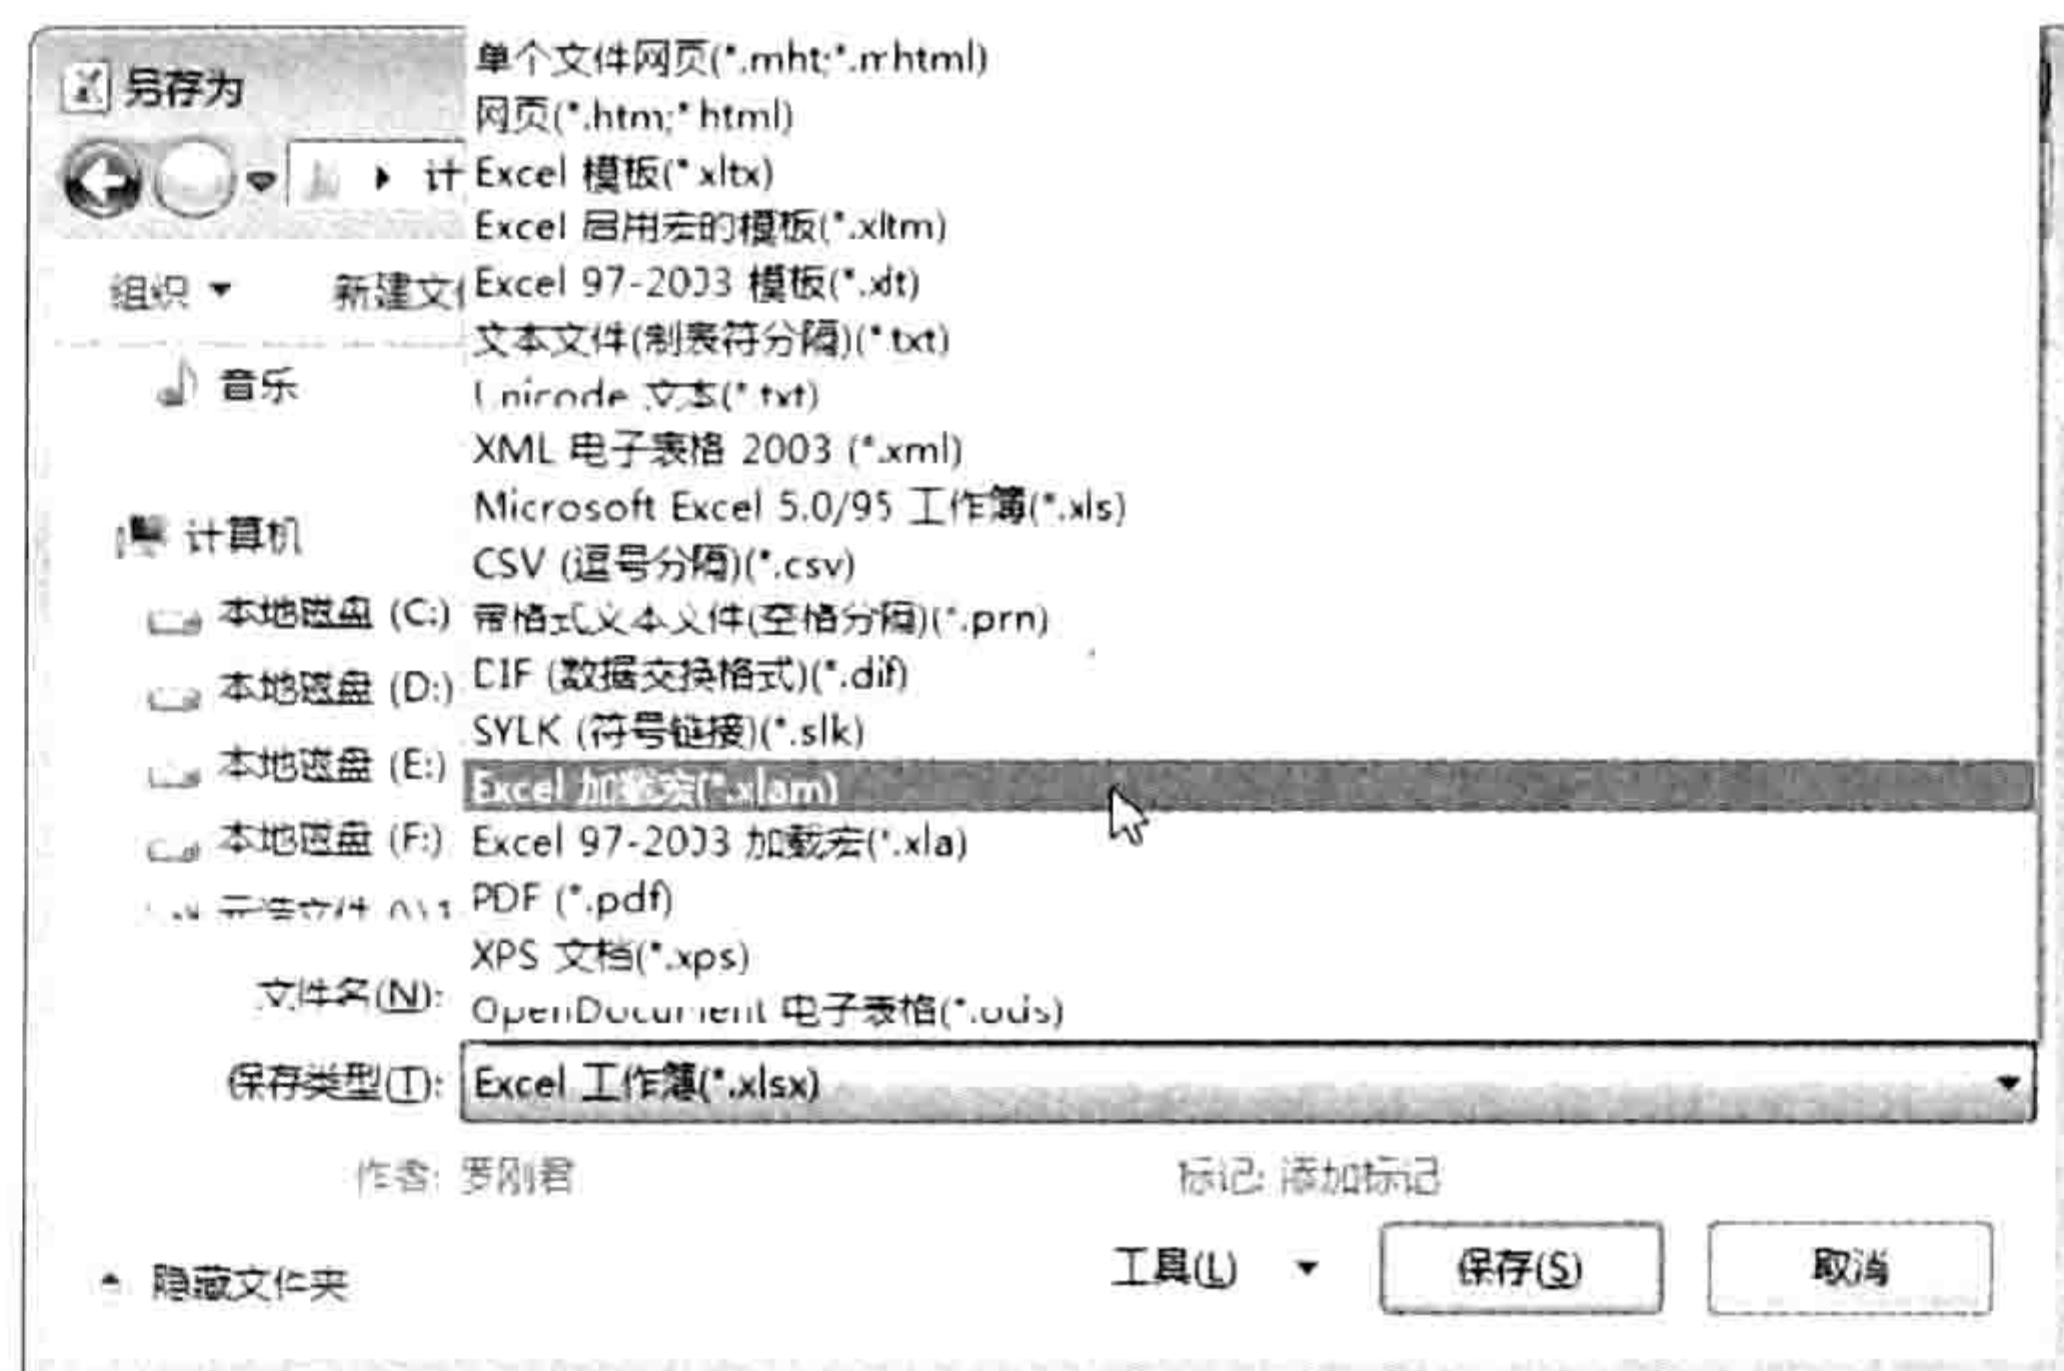 另存为
计
组织
新建文
音乐
计算机
本地磁盘 (C:)
本地磁盘 (D:)
本地磁盘 (E:)
本地磁盘 (F:)
单个文件网页(*.mht;*.mhtml)
网页(*.htm;*.html)
Excel 模板(*.xltx)
Excel 启用宏的模板(*.xltm)
Excel 97-2003 模板(*.xlt)
文本文件(制表符分隔)(*.txt)
Unicode 文本(*.txt)
XML 电子表格 2003 (*.xml)
Microsoft Excel 5.0/95 工作簿(*.xls)
CSV (逗号分隔)(*.csv)
带格式文本文件(空格分隔)(*.prn)
DIF (数据交换格式)(*.dif)
SYLK (符号链接)(*.slk)
Excel 加载宏(*.xlam)
Excel 97-2003 加载宏(*.xla)
PDF (*.pdf)
XPS 文档(*.xps)
OpenDocument 电子表格(*.ods)
文件名(N):
保存类型(T): Excel 工作簿(*.xlsx)
作者: 罗刚君 标记: 添加标记
隐藏文件夹 工具(L) 保存(S) 取消